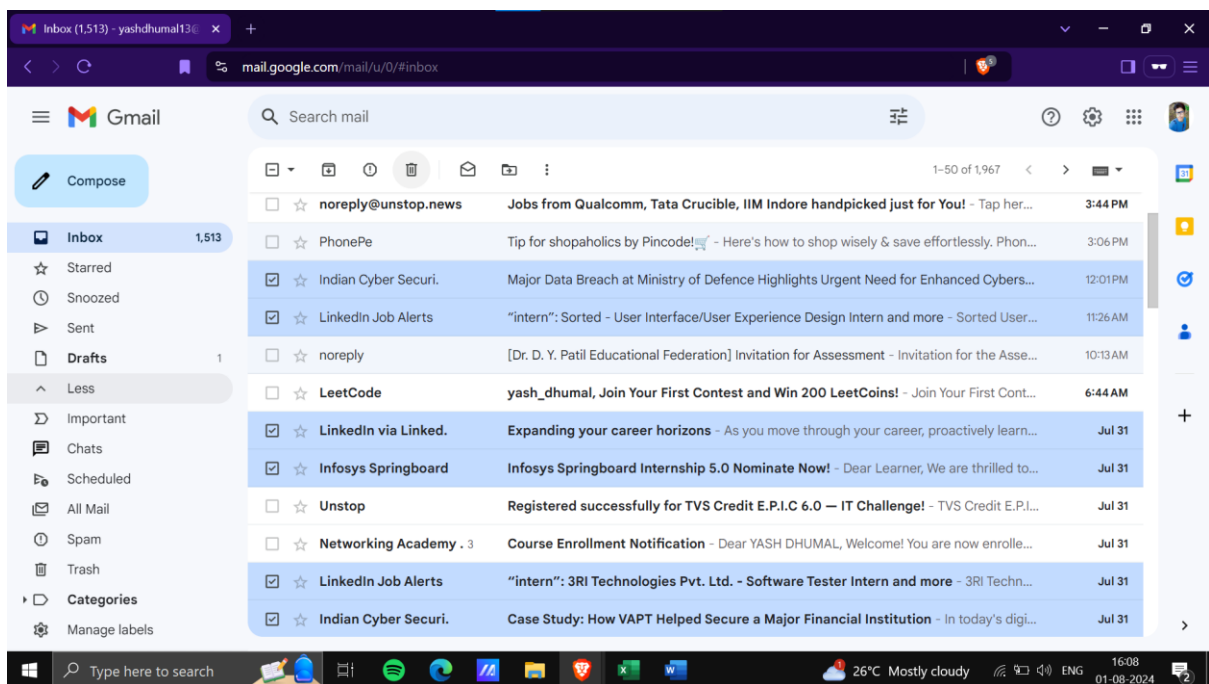 Inbox (1,513) - yashdhumal13@
mail.google.com/mail/u/0/#inbox
5
Gmail
Search mail
Compose
1–50 of 1,967
31
noreply@unstop.news Jobs from Qualcomm, Tata Crucible, IIM Indore handpicked just for You! - Tap her... 3:44 PM
Inbox 1,513
PhonePe Tip for shopaholics by Pincode!🛒 - Here's how to shop wisely & save effortlessly. Phon... 3:06 PM
Starred
Indian Cyber Securi. Major Data Breach at Ministry of Defence Highlights Urgent Need for Enhanced Cybers... 12:01 PM
Snoozed
LinkedIn Job Alerts “intern”: Sorted - User Interface/User Experience Design Intern and more - Sorted User... 11:26 AM
Sent
Drafts 1
noreply [Dr. D. Y. Patil Educational Federation] Invitation for Assessment - Invitation for the Asse... 10:13 AM
Less
LeetCode yash_dhumal, Join Your First Contest and Win 200 LeetCoins! - Join Your First Cont... 6:44 AM
Important
LinkedIn via Linked. Expanding your career horizons - As you move through your career, proactively learn... Jul 31
Chats
Infosys Springboard Infosys Springboard Internship 5.0 Nominate Now! - Dear Learner, We are thrilled to... Jul 31
Scheduled
All Mail
Unstop Registered successfully for TVS Credit E.P.I.C 6.0 — IT Challenge! - TVS Credit E.P.I... Jul 31
Spam
Networking Academy . 3 Course Enrollment Notification - Dear YASH DHUMAL, Welcome! You are now enrolle... Jul 31
Trash
LinkedIn Job Alerts “intern”: 3RI Technologies Pvt. Ltd. - Software Tester Intern and more - 3RI Techn... Jul 31
Categories
Indian Cyber Securi. Case Study: How VAPT Helped Secure a Major Financial Institution - In today's digi... Jul 31
Manage labels
Type here to search
26°C Mostly cloudy
ENG
16:08
01-08-2024
2